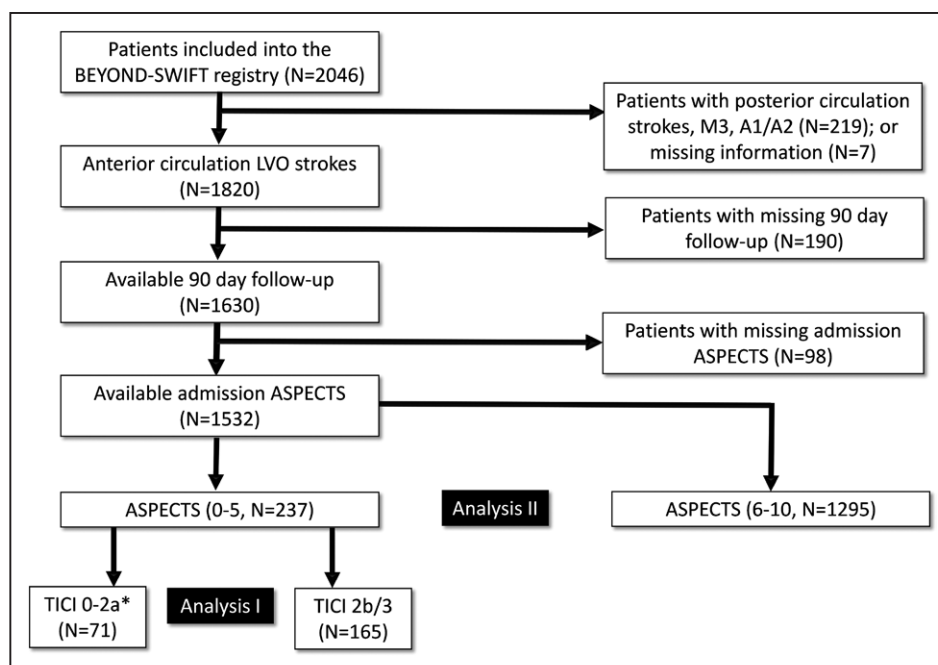 Patients included into the
BEYOND-SWIFT registry (N=2046)
Patients with posterior circulation
strokes, M3, A1/A2 (N=219); or
missing information (N=7)
Anterior circulation LVO strokes
(N=1820)
Patients with missing 90 day
follow-up (N=190)
Available 90 day follow-up
(N=1630)
Patients with missing admission
ASPECTS (N=98)
Available admission ASPECTS
(N=1532)
ASPECTS (0-5, N=237)
Analysis II
ASPECTS (6-10, N=1295)
TICI 0-2a*
(N=71)
Analysis I
TICI 2b/3
(N=165)